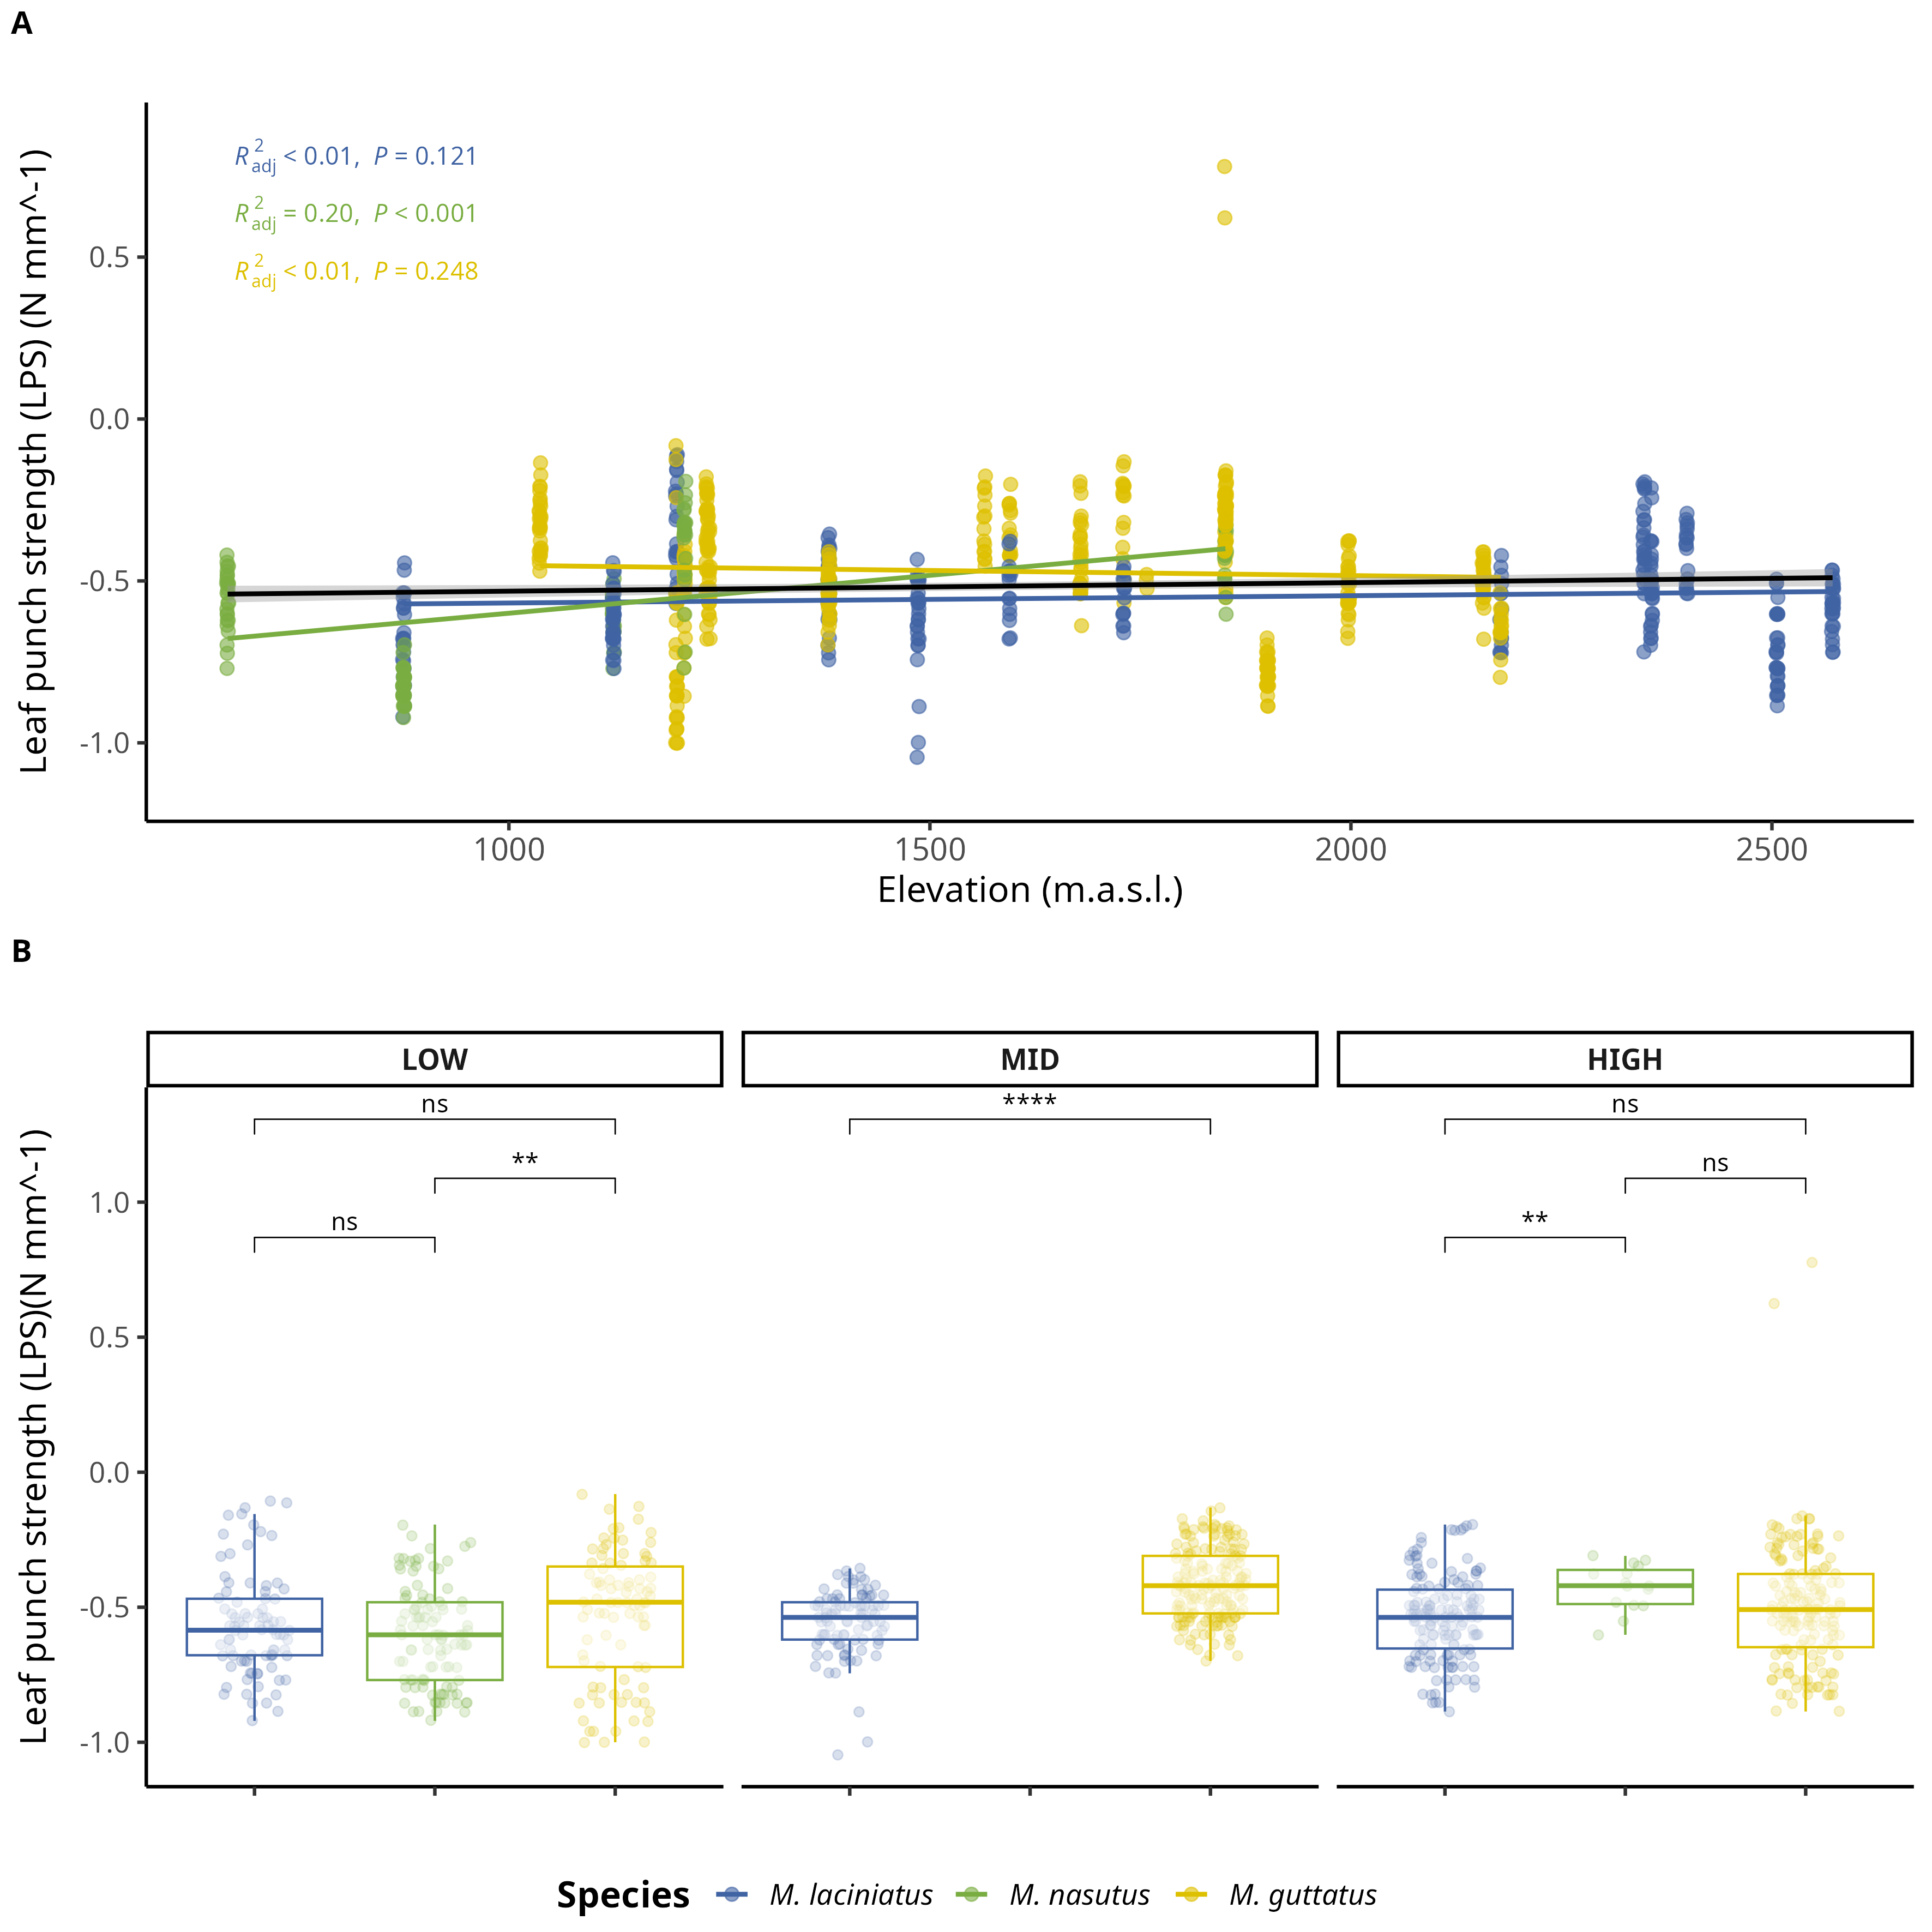 A
R²adj < 0.01, P = 0.121
R²adj = 0.20, P < 0.001
R²adj < 0.01, P = 0.248
Leaf punch strength (LPS) (N mm^-1)
0.5
0.0
-0.5
-1.0
1000 1500 2000 2500
Elevation (m.a.s.l.)
B
LOW MID HIGH
ns **** ns
** ns
ns **
Leaf punch strength (LPS)(N mm^-1)
1.0
0.5
0.0
-0.5
-1.0
Species M. laciniatus M. nasutus M. guttatus